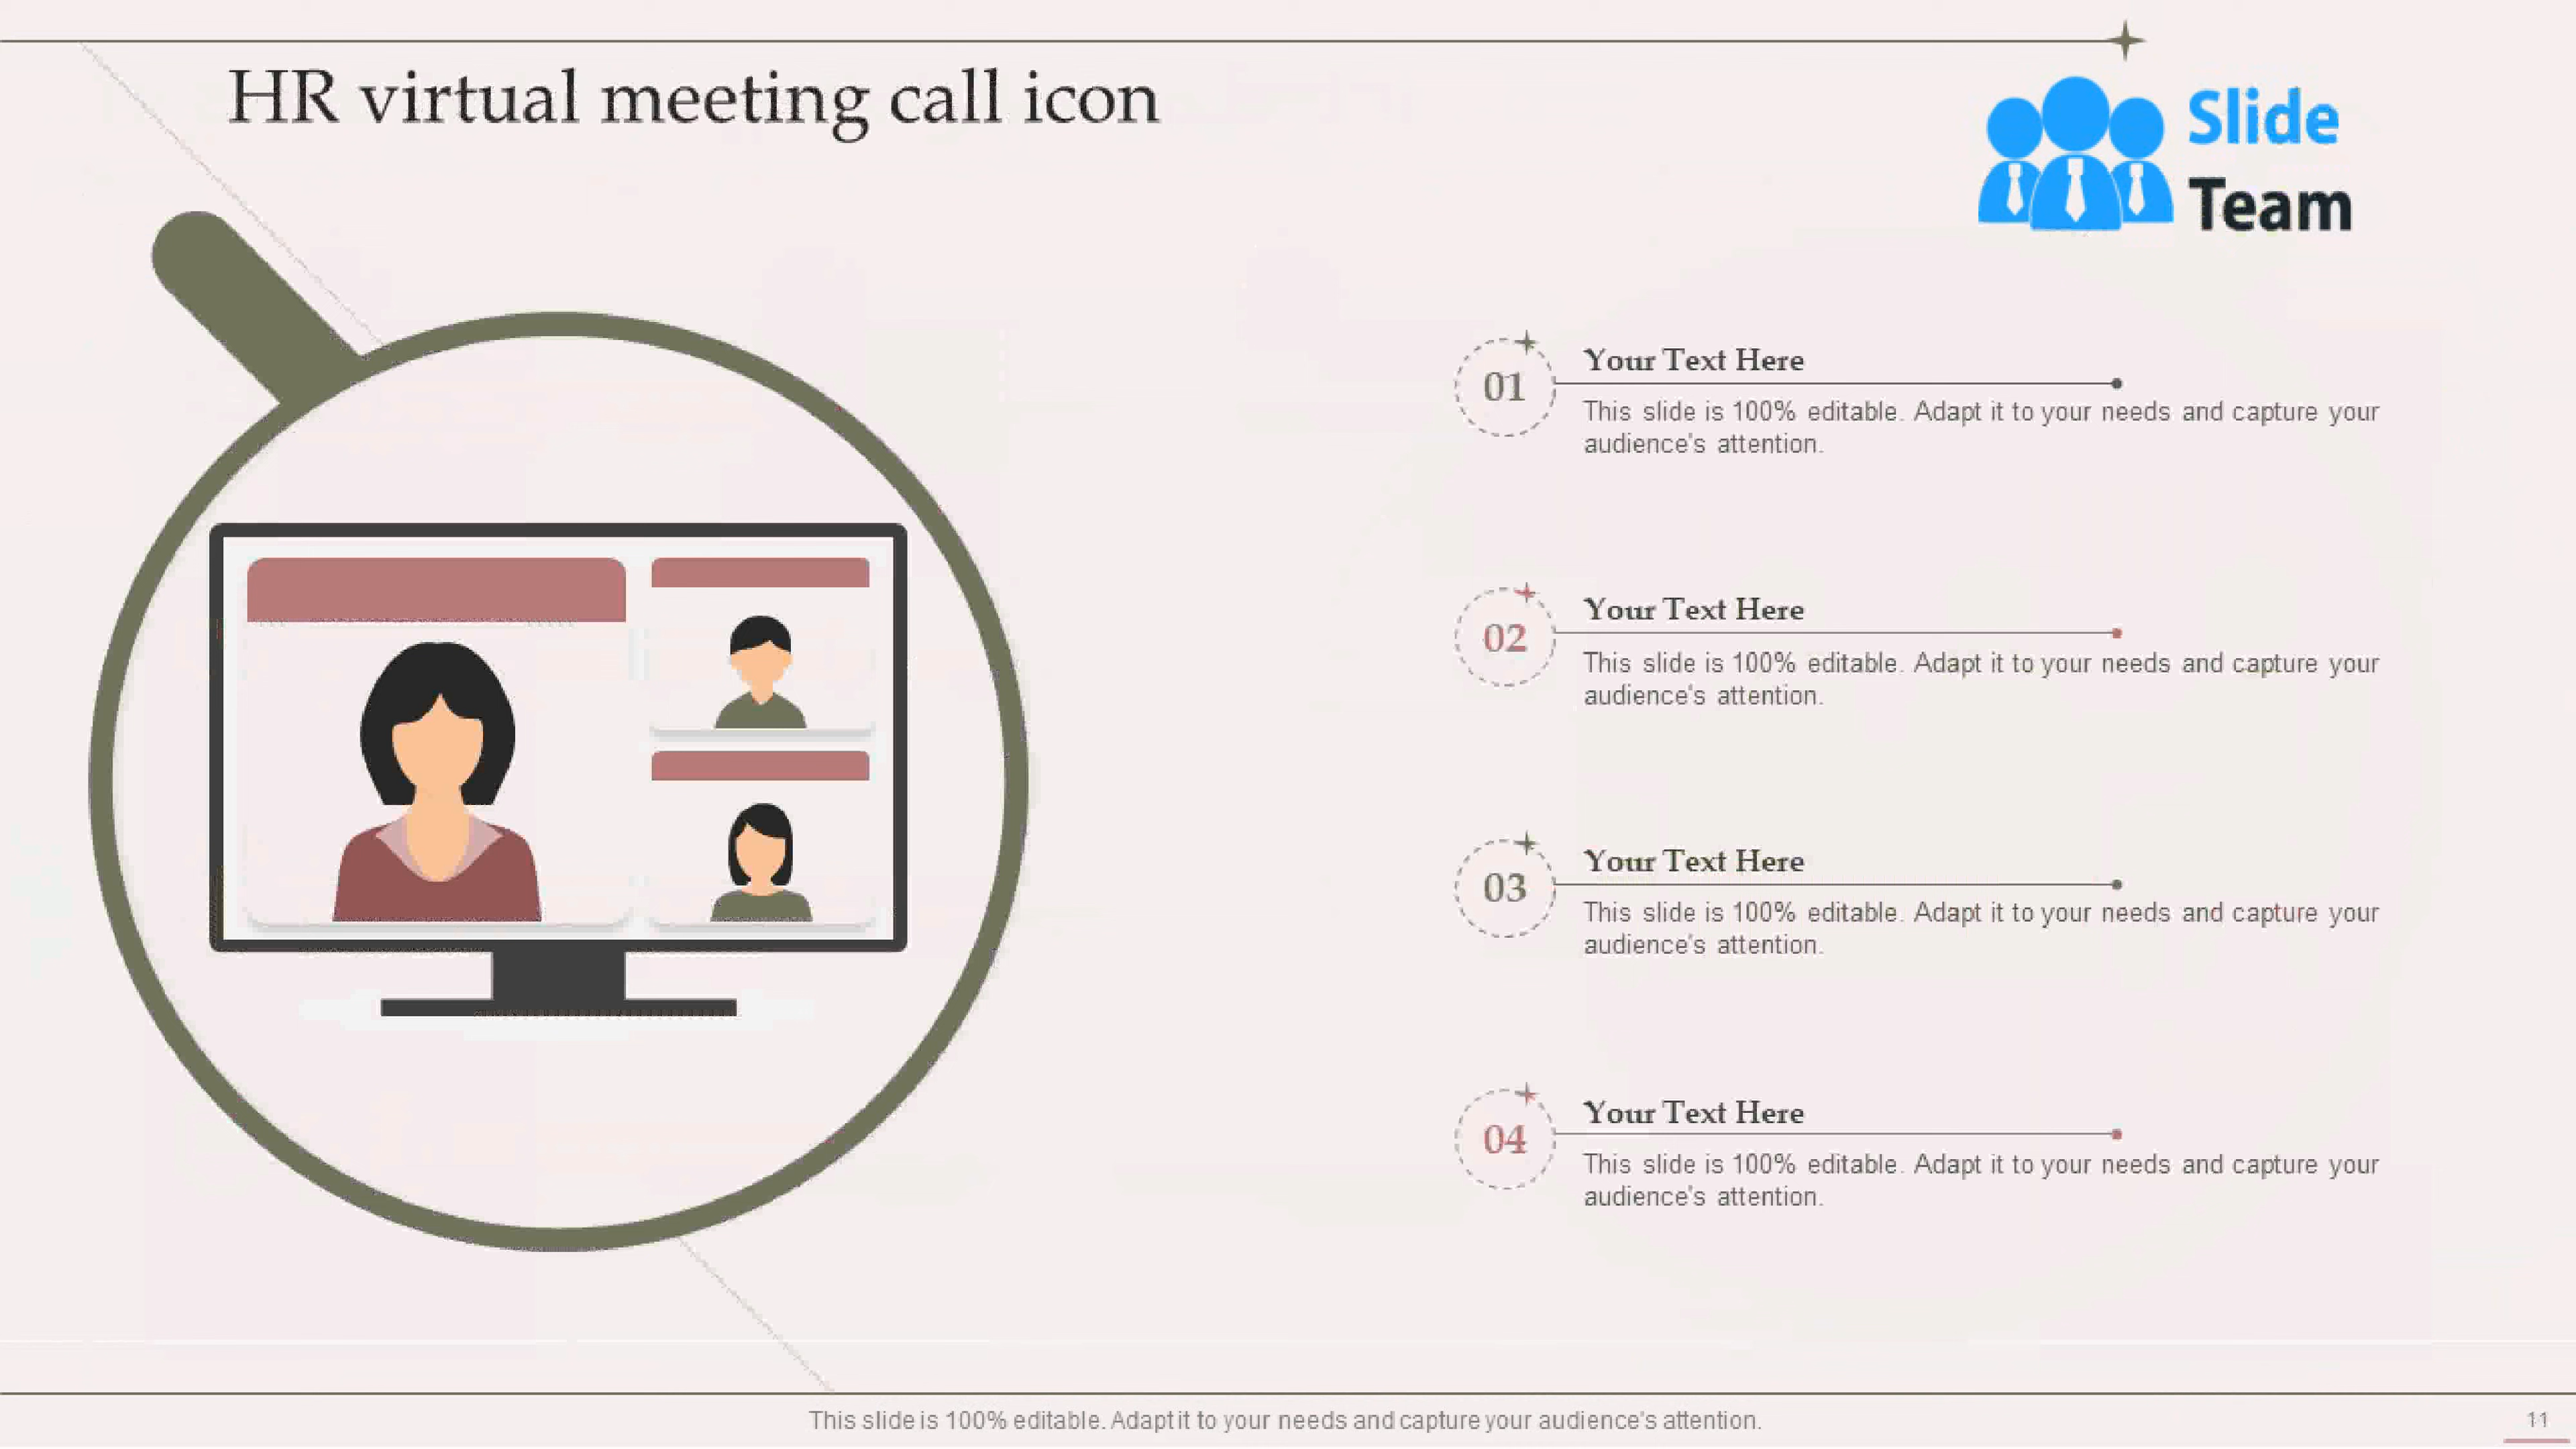 HR virtual meeting call icon
Slide
Team
01
Your Text Here
This slide is 100% editable. Adapt it to your needs and capture your
audience's attention.
02
Your Text Here
This slide is 100% editable. Adapt it to your needs and capture your
audience's attention.
03
Your Text Here
This slide is 100% editable. Adapt it to your needs and capture your
audience's attention.
04
Your Text Here
This slide is 100% editable. Adapt it to your needs and capture your
audience's attention.
This slide is 100% editable. Adapt it to your needs and capture your audience's attention.
11